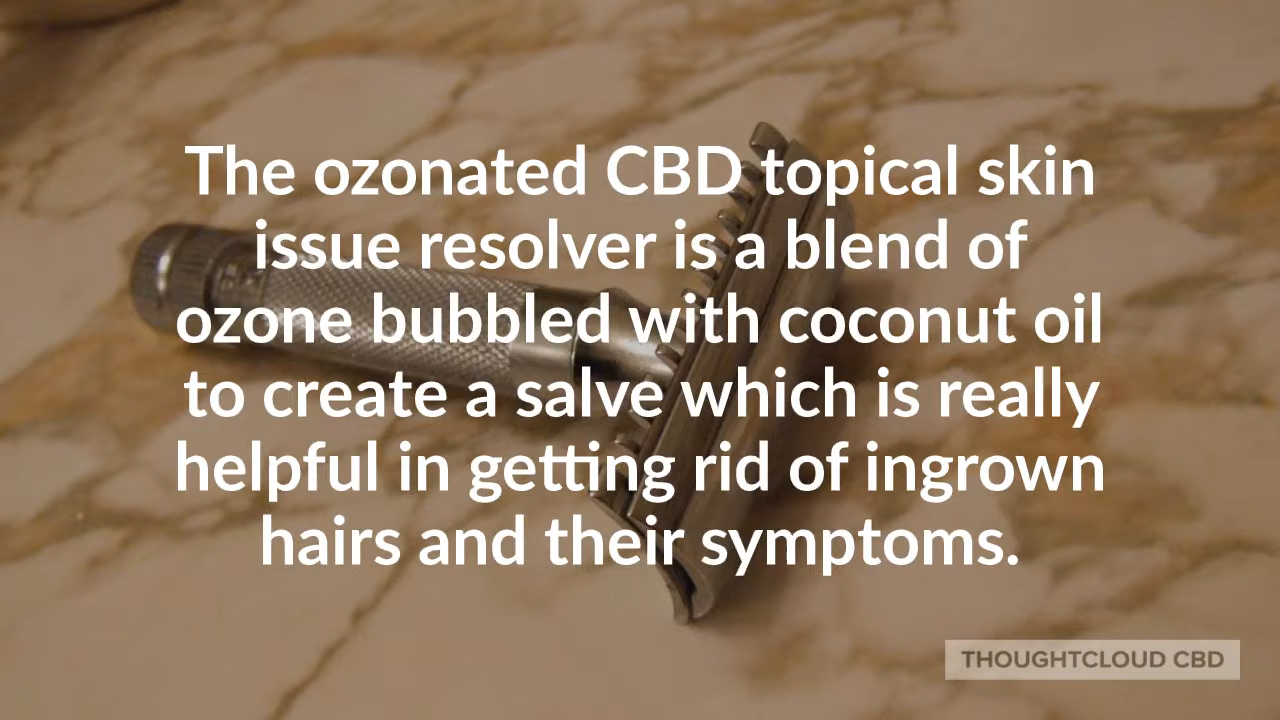 The ozonated CBD topical skin
issue resolver is a blend of
ozone bubbled with coconut oil
to create a salve which is really
helpful in getting rid of ingrown
hairs and their symptoms.
THOUGHTCLOUD CBD